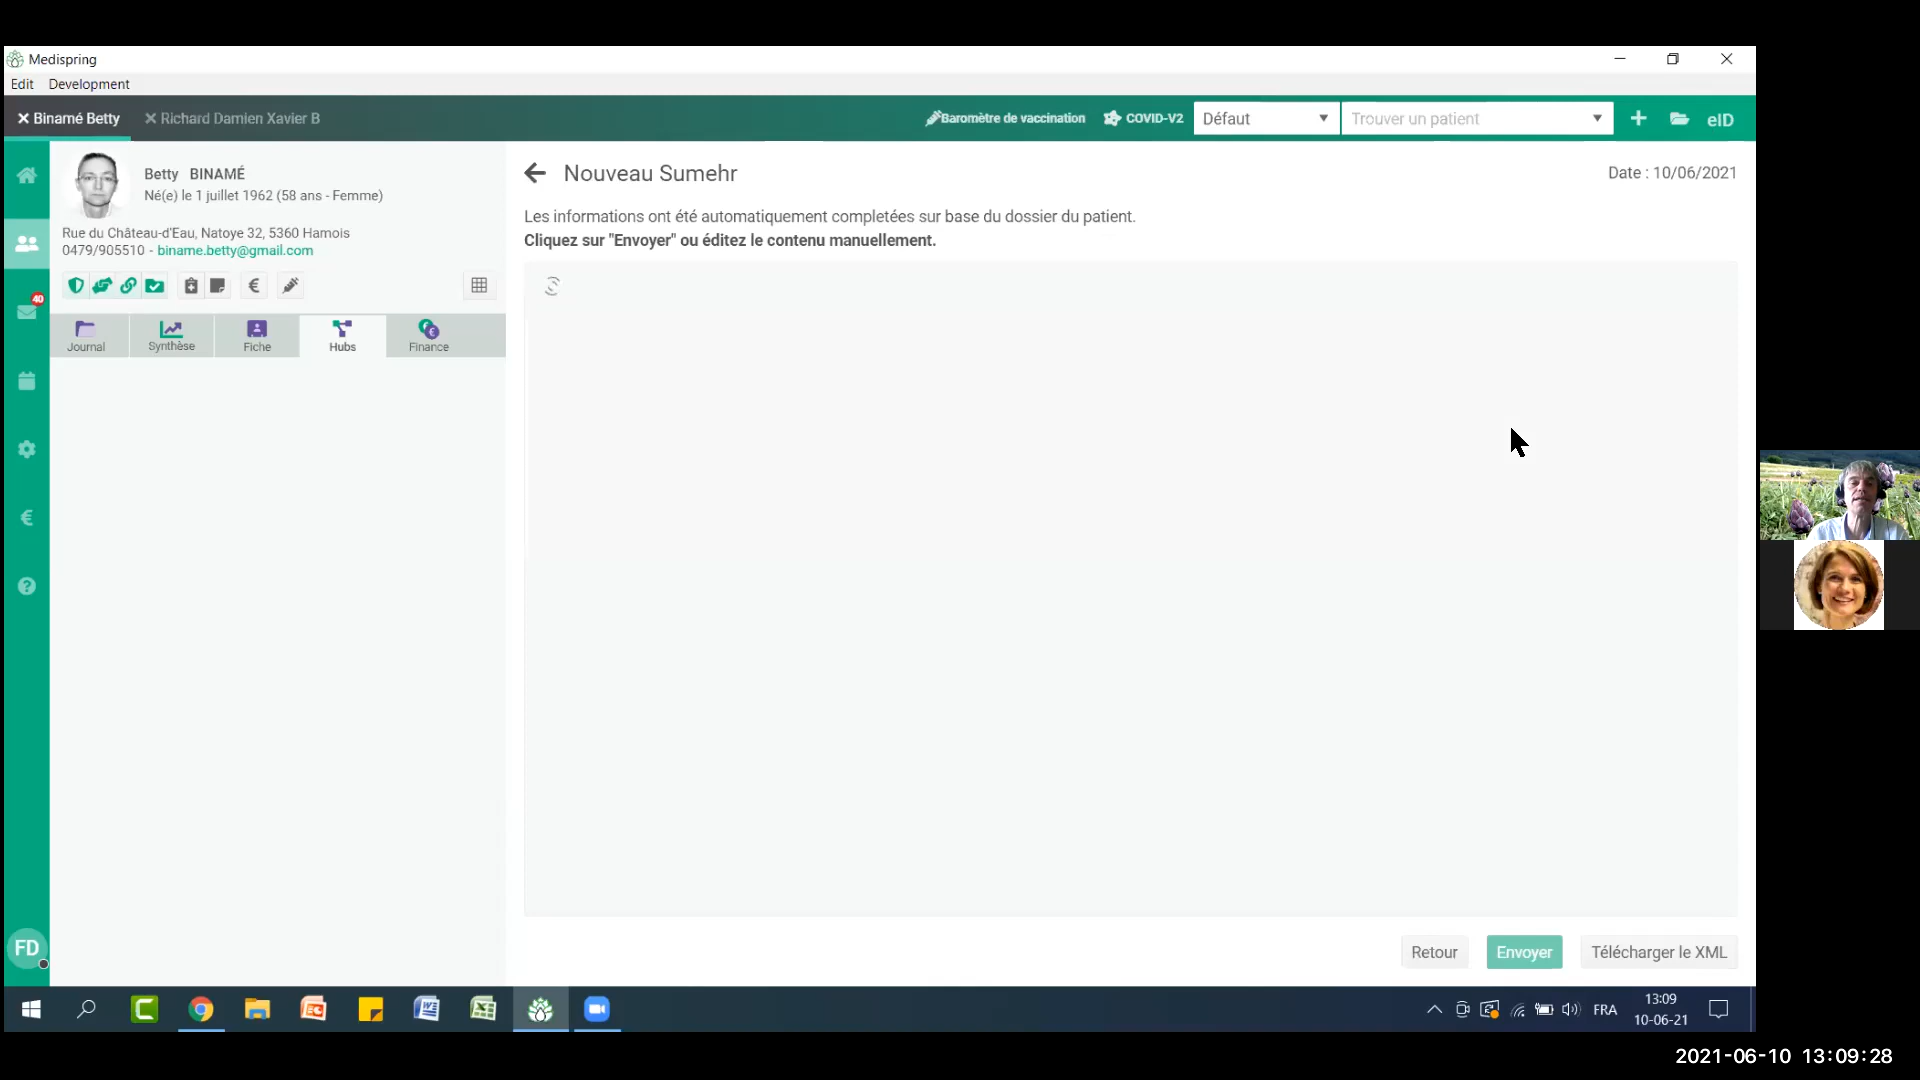 Medispring
Edit Development
Binamé Betty
Richard Damien Xavier B
Baromètre de vaccination
COVID-V2
Défaut
Trouver un patient
eID
Betty BINAMÉ
Né(e) le 1 juillet 1962 (58 ans - Femme)
Rue du Château-d'Eau, Natoye 32, 5360 Hamois
0479/905510 - biname.betty@gmail.com
40
Journal
Synthèse
Fiche
Hubs
Finance
Nouveau Sumehr
Date : 10/06/2021
Les informations ont été automatiquement completées sur base du dossier du patient.
Cliquez sur "Envoyer" ou éditez le contenu manuellement.
Retour
Envoyer
Télécharger le XML
FD
FRA
13:09
10-06-21
2021-06-10 13:09:28